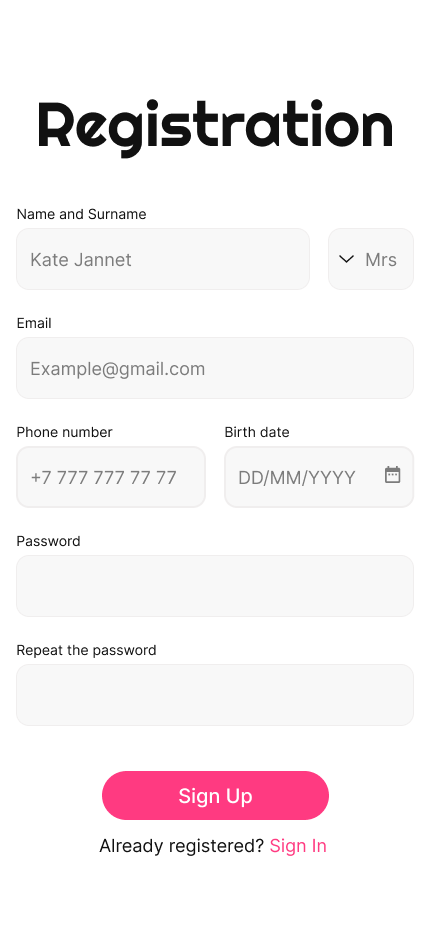 Registration
Name and Surname
Kate Jannet
Mrs
Email
Example@gmail.com
Phone number
Birth date
+7 777 777 77 77
DD/MM/YYYY
Password
Repeat the password
Sign Up
Already registered? Sign In